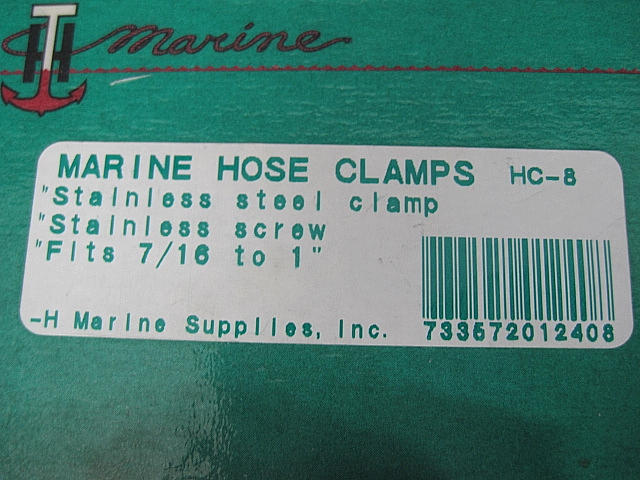 TH marine
MARINE HOSE CLAMPS HC-8
"Stainless steel clamp
"Stainless screw
"Fits 7/16 to 1"
-H Marine Supplies, Inc.
733572012408